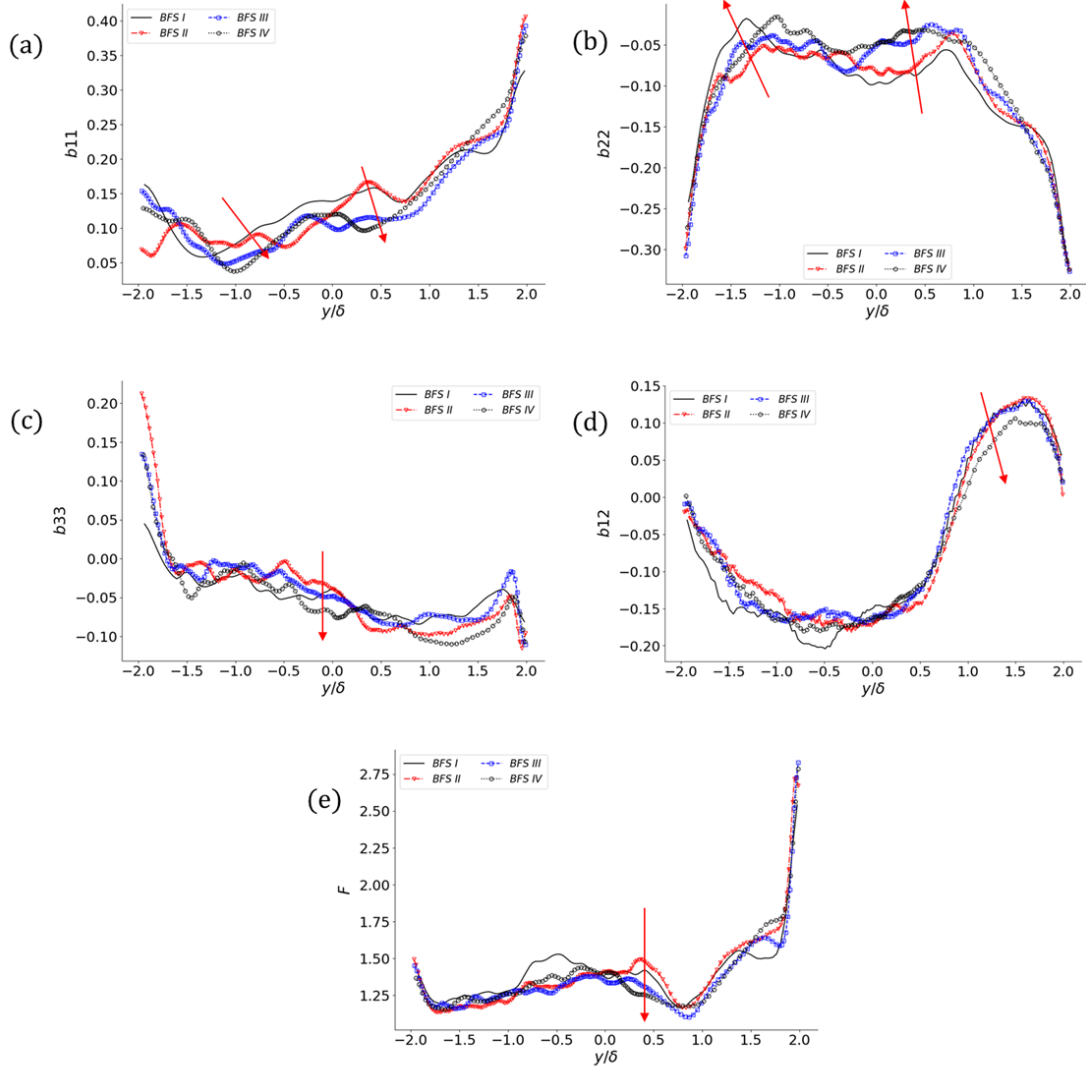 (a)
BFS I BFS III
BFS II BFS IV
0.40
0.35
0.30
0.25
0.20
0.15
0.10
0.05
b11
−2.0 −1.5 −1.0 −0.5 0.0 0.5 1.0 1.5 2.0
y/δ
(b)
−0.05
−0.10
−0.15
−0.20
−0.25
−0.30
b22
BFS I BFS III
BFS II BFS IV
−2.0 −1.5 −1.0 −0.5 0.0 0.5 1.0 1.5 2.0
y/δ
(c)
BFS I BFS III
BFS II BFS IV
0.20
0.15
0.10
0.05
0.00
−0.05
−0.10
b33
−2.0 −1.5 −1.0 −0.5 0.0 0.5 1.0 1.5 2.0
y/δ
(d)
BFS I BFS III
BFS II BFS IV
0.15
0.10
0.05
0.00
−0.05
−0.10
−0.15
−0.20
b12
−2.0 −1.5 −1.0 −0.5 0.0 0.5 1.0 1.5 2.0
y/δ
(e)
BFS I BFS III
BFS II BFS IV
2.75
2.50
2.25
2.00
1.75
1.50
1.25
F
−2.0 −1.5 −1.0 −0.5 0.0 0.5 1.0 1.5 2.0
y/δ